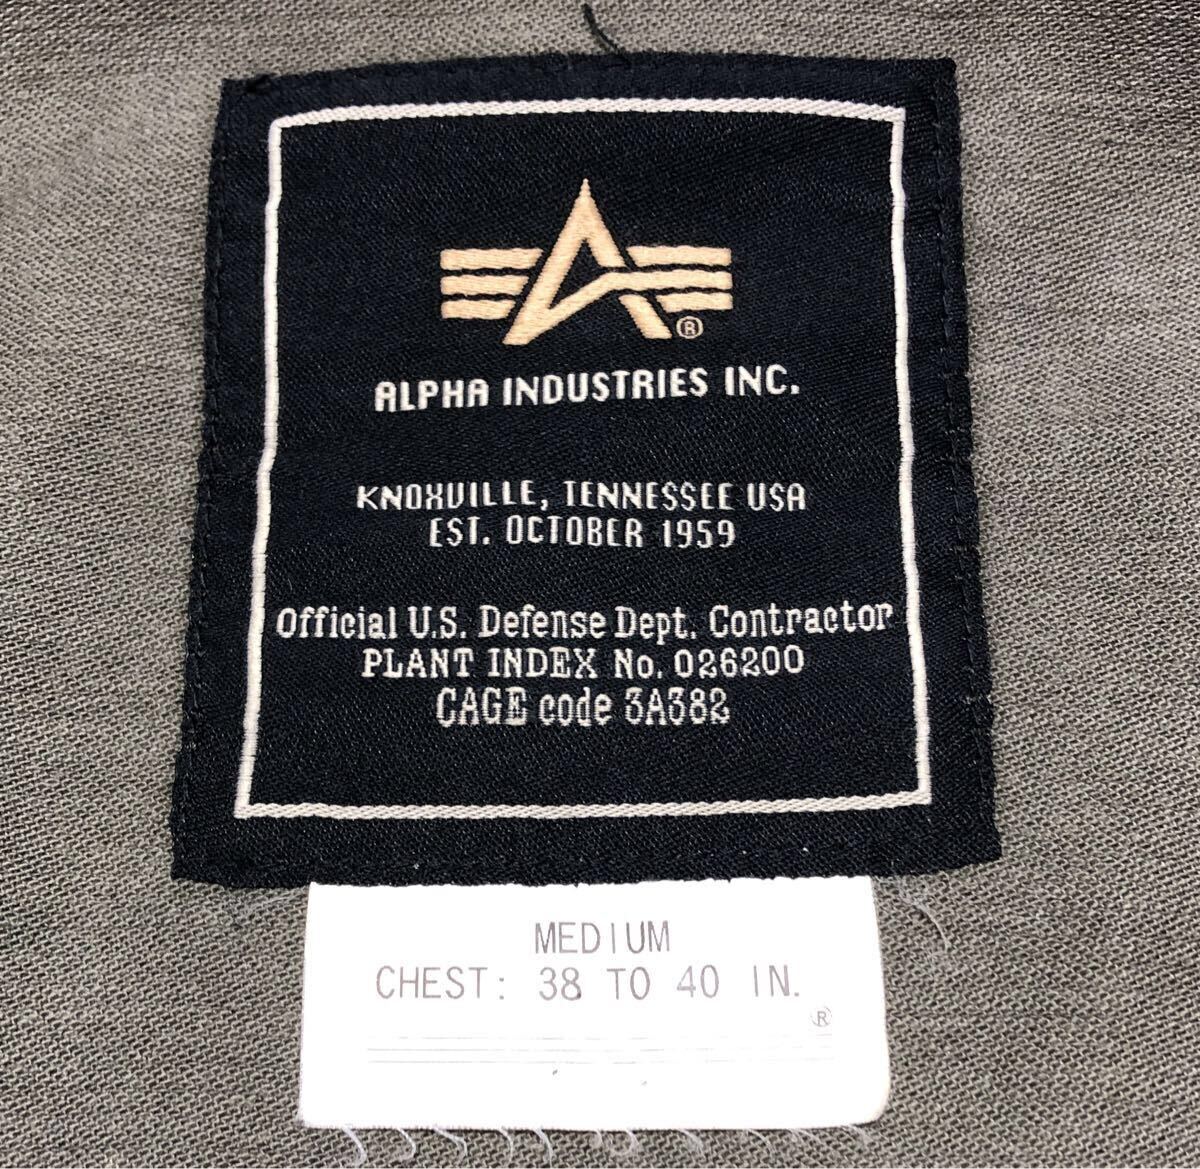 ®
ALPHA INDUSTRIES INC.
KNOXVILLE, TENNESSEE USA
EST. OCTOBER 1959
Official U.S. Defense Dept. Contractor
PLANT INDEX No. 026200
CAGE code 3A382
MEDIUM
CHEST: 38 TO 40 IN.
®